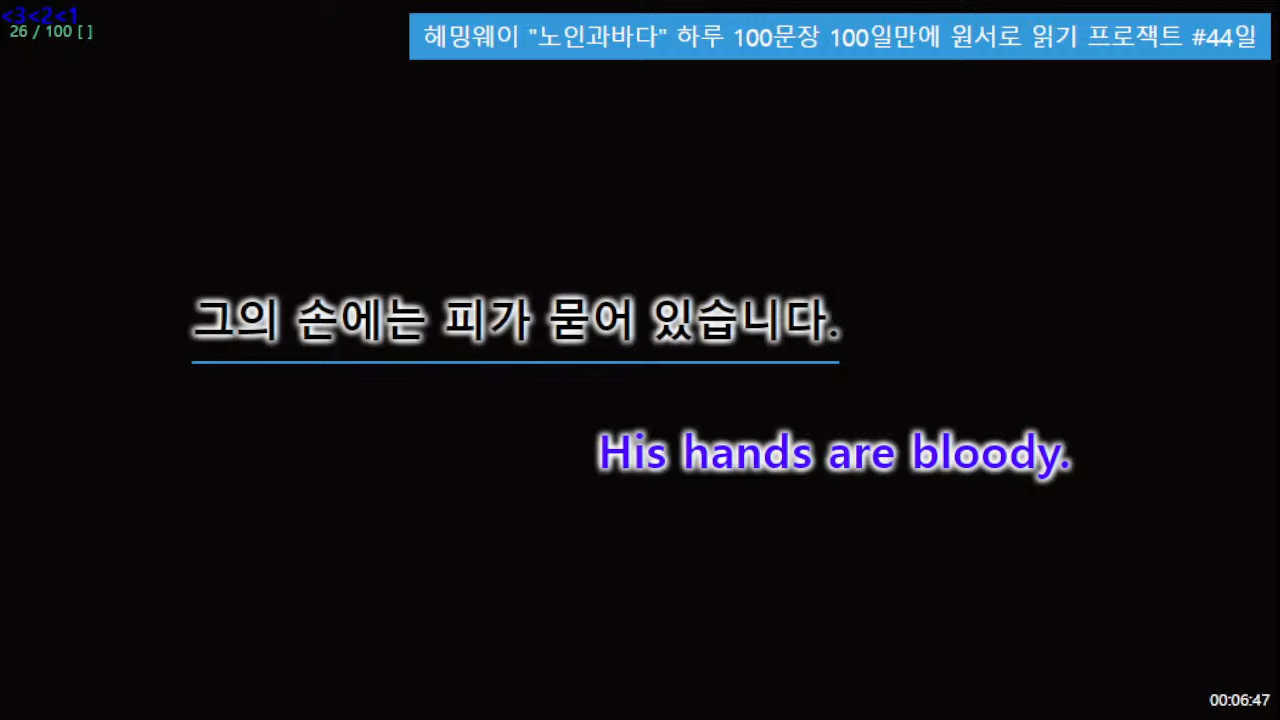 <3<2<1
26 / 100 [ ]
헤밍웨이 "노인과바다" 하루 100문장 100일만에 원서로 읽기 프로잭트 #44일
그의 손에는 피가 묻어 있습니다.
His hands are bloody.
00:06:47